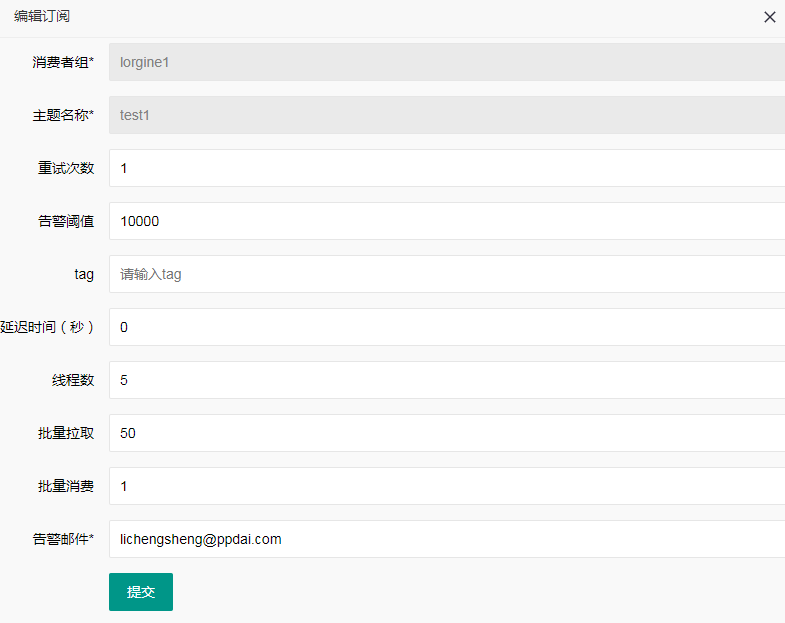 编辑订阅
消费者组* lorgine1
主题名称* test1
重试次数 1
告警阈值 10000
tag 请输入tag
延迟时间（秒） 0
线程数 5
批量拉取 50
批量消费 1
告警邮件* lichengsheng@ppdai.com
提交